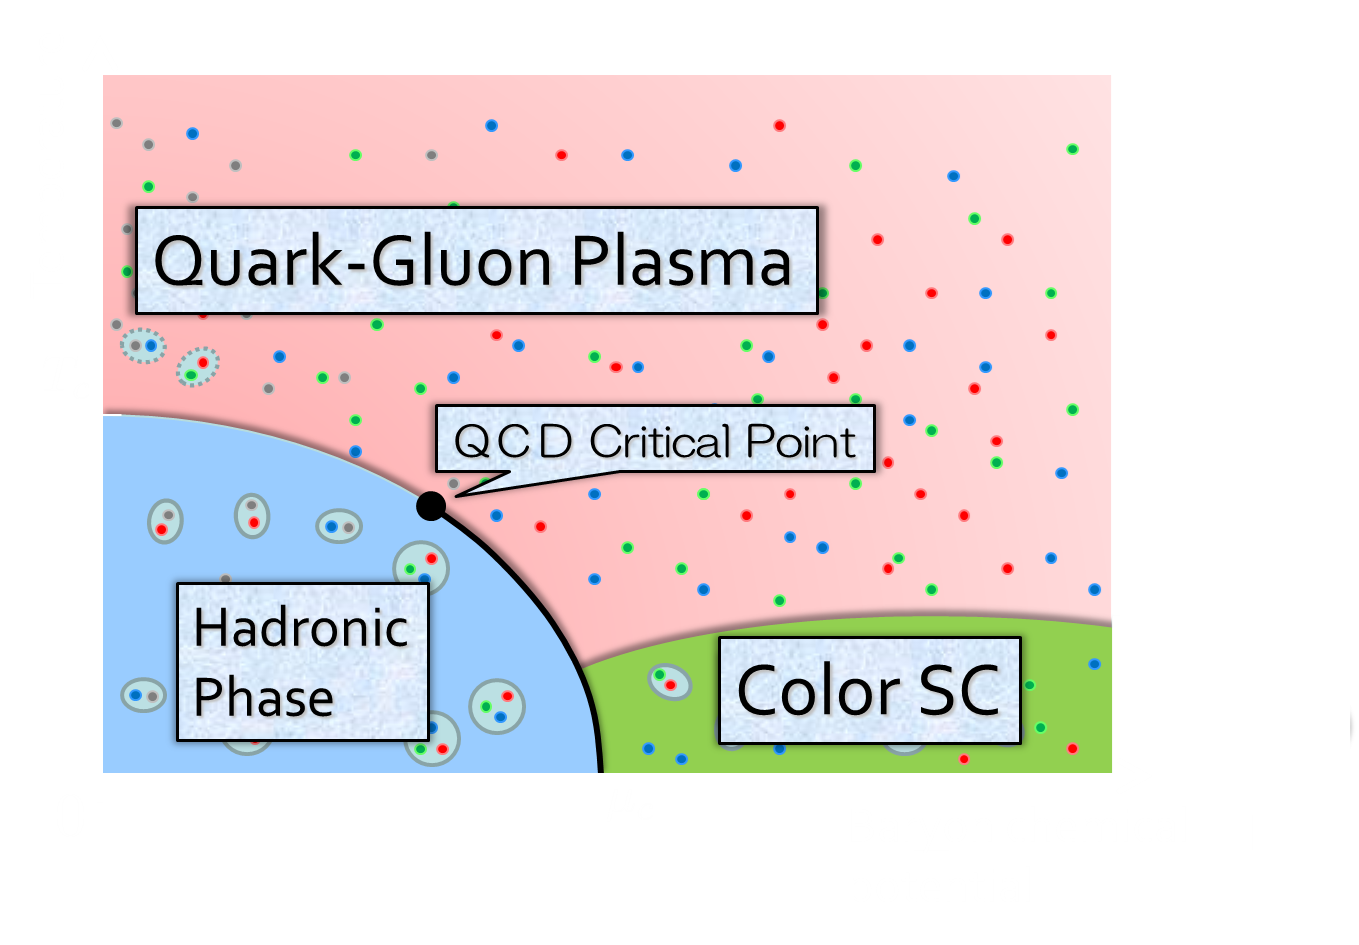 Quark-Gluon Plasma
QCD Critical Point
Hadronic
Phase
Color SC